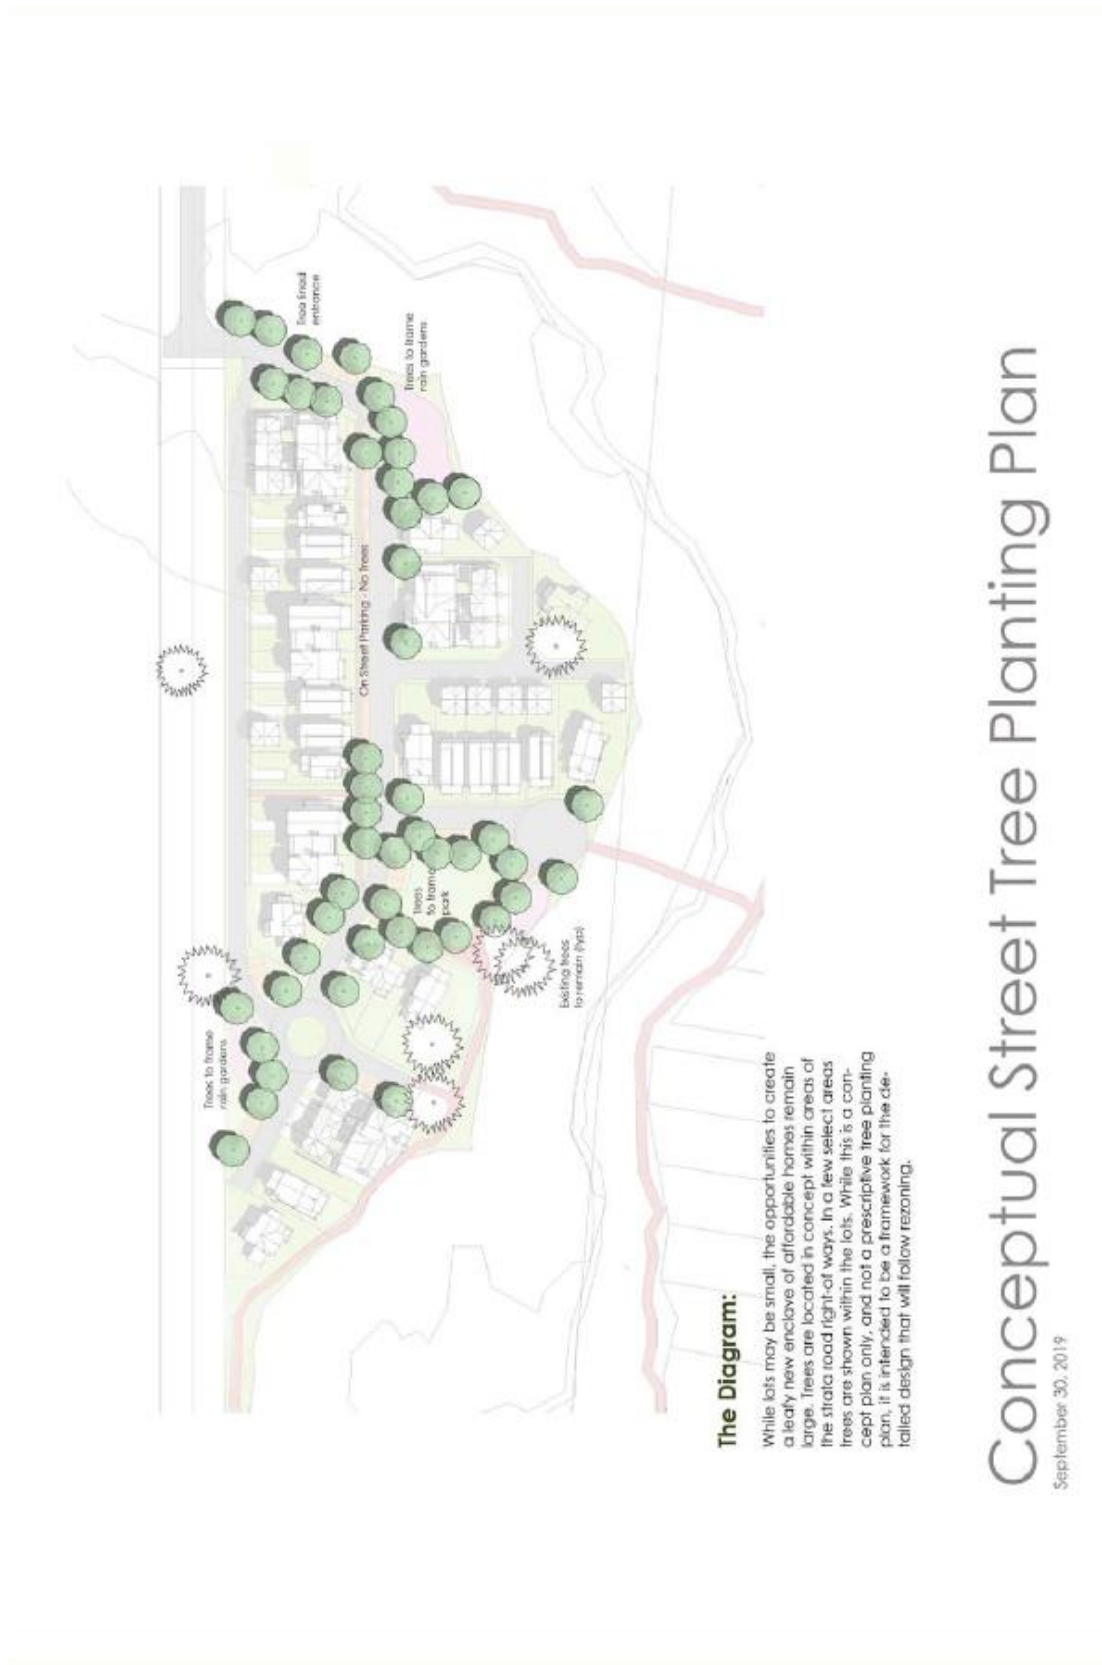 Conceptual Street Tree Planting Plan
September 30, 2019
The Diagram:
While lots may be small, the opportunities to create
a leafy new enclave of affordable homes remain
large. Trees are located in concept within areas of
the strata road right-of ways. In a few select areas
trees are shown within the lots. While this is a con-
cept plan only, and not a prescriptive tree planting
plan, it is intended to be a framework for the de-
tailed design that will follow rezoning.
Trees to frame
rain gardens
Existing trees
to remain (typ)
Trees
to frame
park
On Street Parking - No Trees
Trees to frame
rain gardens
Tree lined
entrance